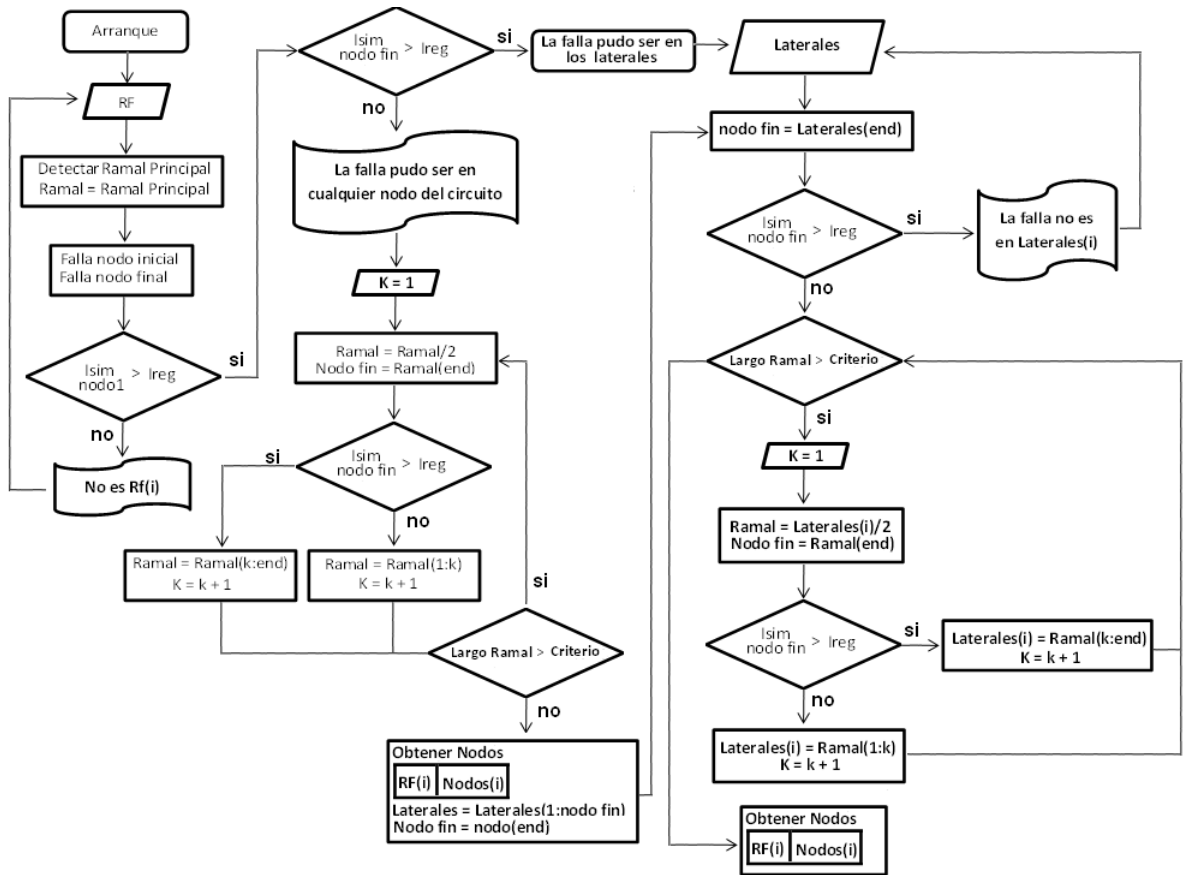 Arranque
RF
Detectar Ramal Principal
Ramal = Ramal Principal
Falla nodo inicial
Falla nodo final
Isim
nodo1 > Ireg
si
no
No es Rf(i)
Isim
nodo fin > Ireg
si
no
La falla pudo ser en
los laterales
La falla pudo ser en
cualquier nodo del circuito
K = 1
Ramal = Ramal/2
Nodo fin = Ramal(end)
Isim
nodo fin > Ireg
si
no
Ramal = Ramal(k:end)
K = k + 1
Ramal = Ramal(1:k)
K = k + 1
Largo Ramal > Criterio
si
no
Obtener Nodos
RF(i) Nodos(i)
Laterales = Laterales(1:nodo fin)
Nodo fin = nodo(end)
Laterales
nodo fin = Laterales(end)
Isim
nodo fin > Ireg
si
no
La falla no es
en Laterales(i)
Largo Ramal > Criterio
si
K = 1
Ramal = Laterales(i)/2
Nodo fin = Ramal(end)
Isim
nodo fin > Ireg
si
no
Laterales(i) = Ramal(k:end)
K = k + 1
Laterales(i) = Ramal(1:k)
K = k + 1
Obtener Nodos
RF(i) Nodos(i)